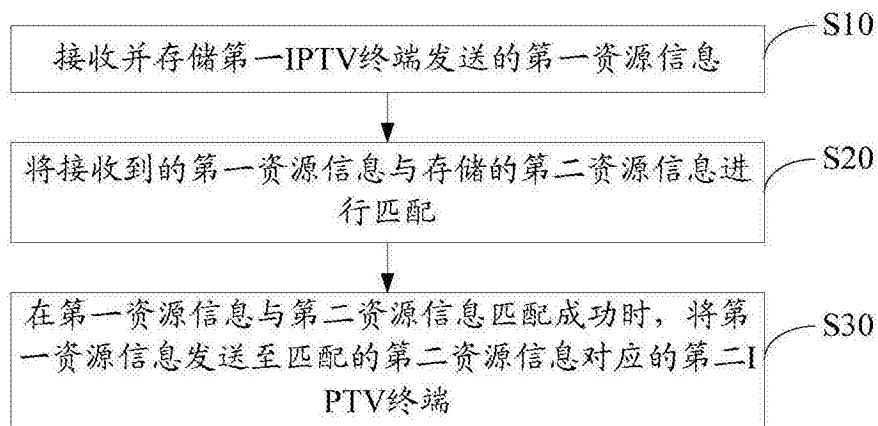 接收并存储第一IPTV终端发送的第一资源信息
S10
将接收到的第一资源信息与存储的第二资源信息进
行匹配
S20
在第一资源信息与第二资源信息匹配成功时，将第
一资源信息发送至匹配的第二资源信息对应的第二I
PTV终端
S30